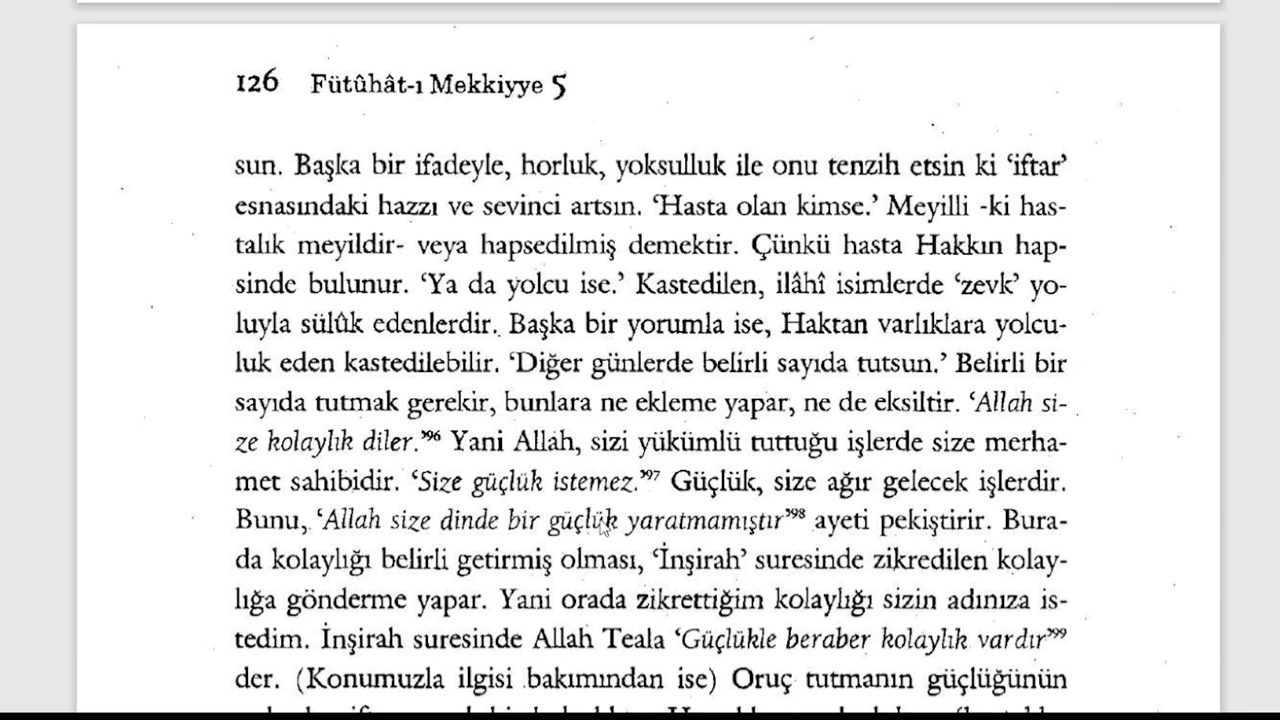 126 Fütûhât-ı Mekkiyye 5
sun. Başka bir ifadeyle, horluk, yoksulluk ile onu tenzih etsin ki ‘iftar’
esnasındaki hazzı ve sevinci artsın. ‘Hasta olan kimse.’ Meyilli -ki has-
talık meyildir- veya hapsedilmiş demektir. Çünkü hasta Hakkın hap-
sinde bulunur. ‘Ya da yolcu ise.’ Kastedilen, ilâhî isimlerde ‘zevk’ yo-
luyla sülûk edenlerdir. Başka bir yorumla ise, Haktan varlıklara yolcu-
luk eden kastedilebilir. ‘Diğer günlerde belirli sayıda tutsun.’ Belirli bir
sayıda tutmak gerekir, bunlara ne ekleme yapar, ne de eksiltir. ‘Allah si-
ze kolaylık diler.’96 Yani Allah, sizi yükümlü tuttuğu işlerde size merha-
met sahibidir. ‘Size güçlük istemez.’97 Güçlük, size ağır gelecek işlerdir.
Bunu, ‘Allah size dinde bir güçlük yaratmamıştır’98 ayeti pekiştirir. Bura-
da kolaylığı belirli getirmiş olması, ‘İnşirah’ suresinde zikredilen kolay-
lığa gönderme yapar. Yani orada zikrettiğim kolaylığı sizin adınıza is-
tedim. İnşirah suresinde Allah Teala ‘Güçlükle beraber kolaylık vardır’99
der. (Konumuzla ilgisi bakımından ise) Oruç tutmanın güçlüğünün